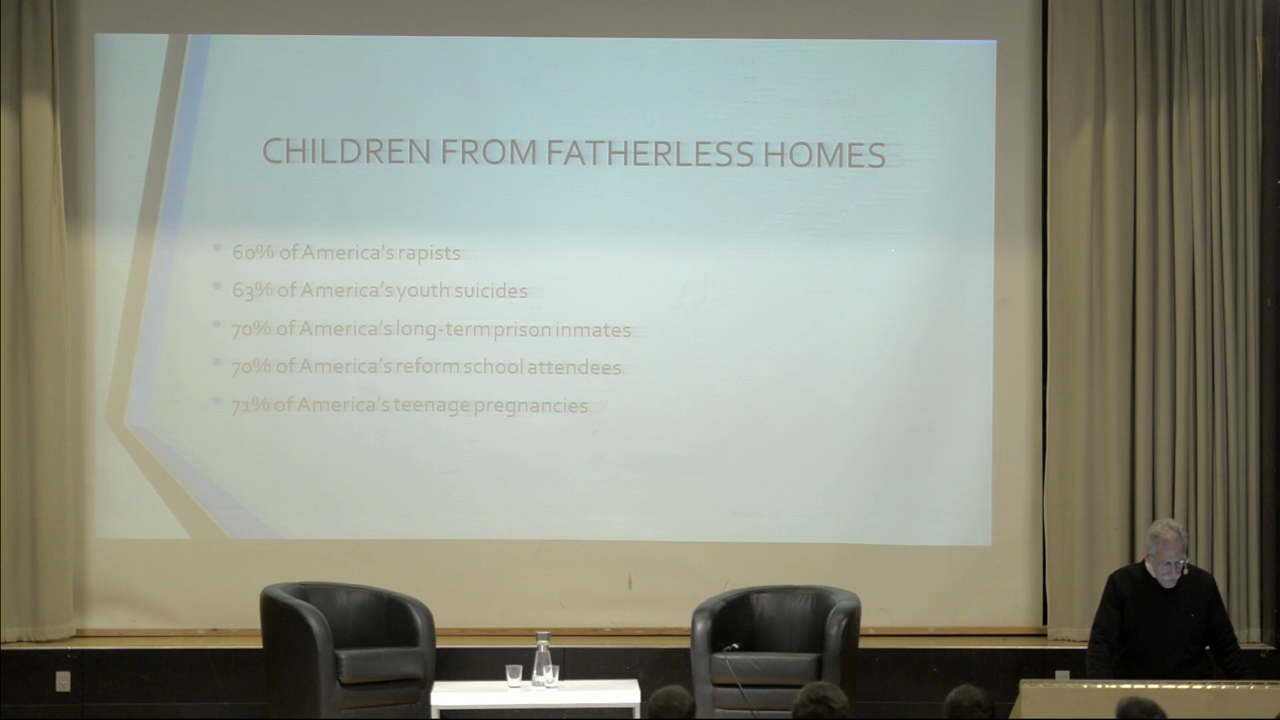 CHILDREN FROM FATHERLESS HOMES
60% of America's rapists
63% of America's youth suicides
70% of America's long-term prison inmates
70% of America's reform school attendees
71% of America's teenage pregnancies